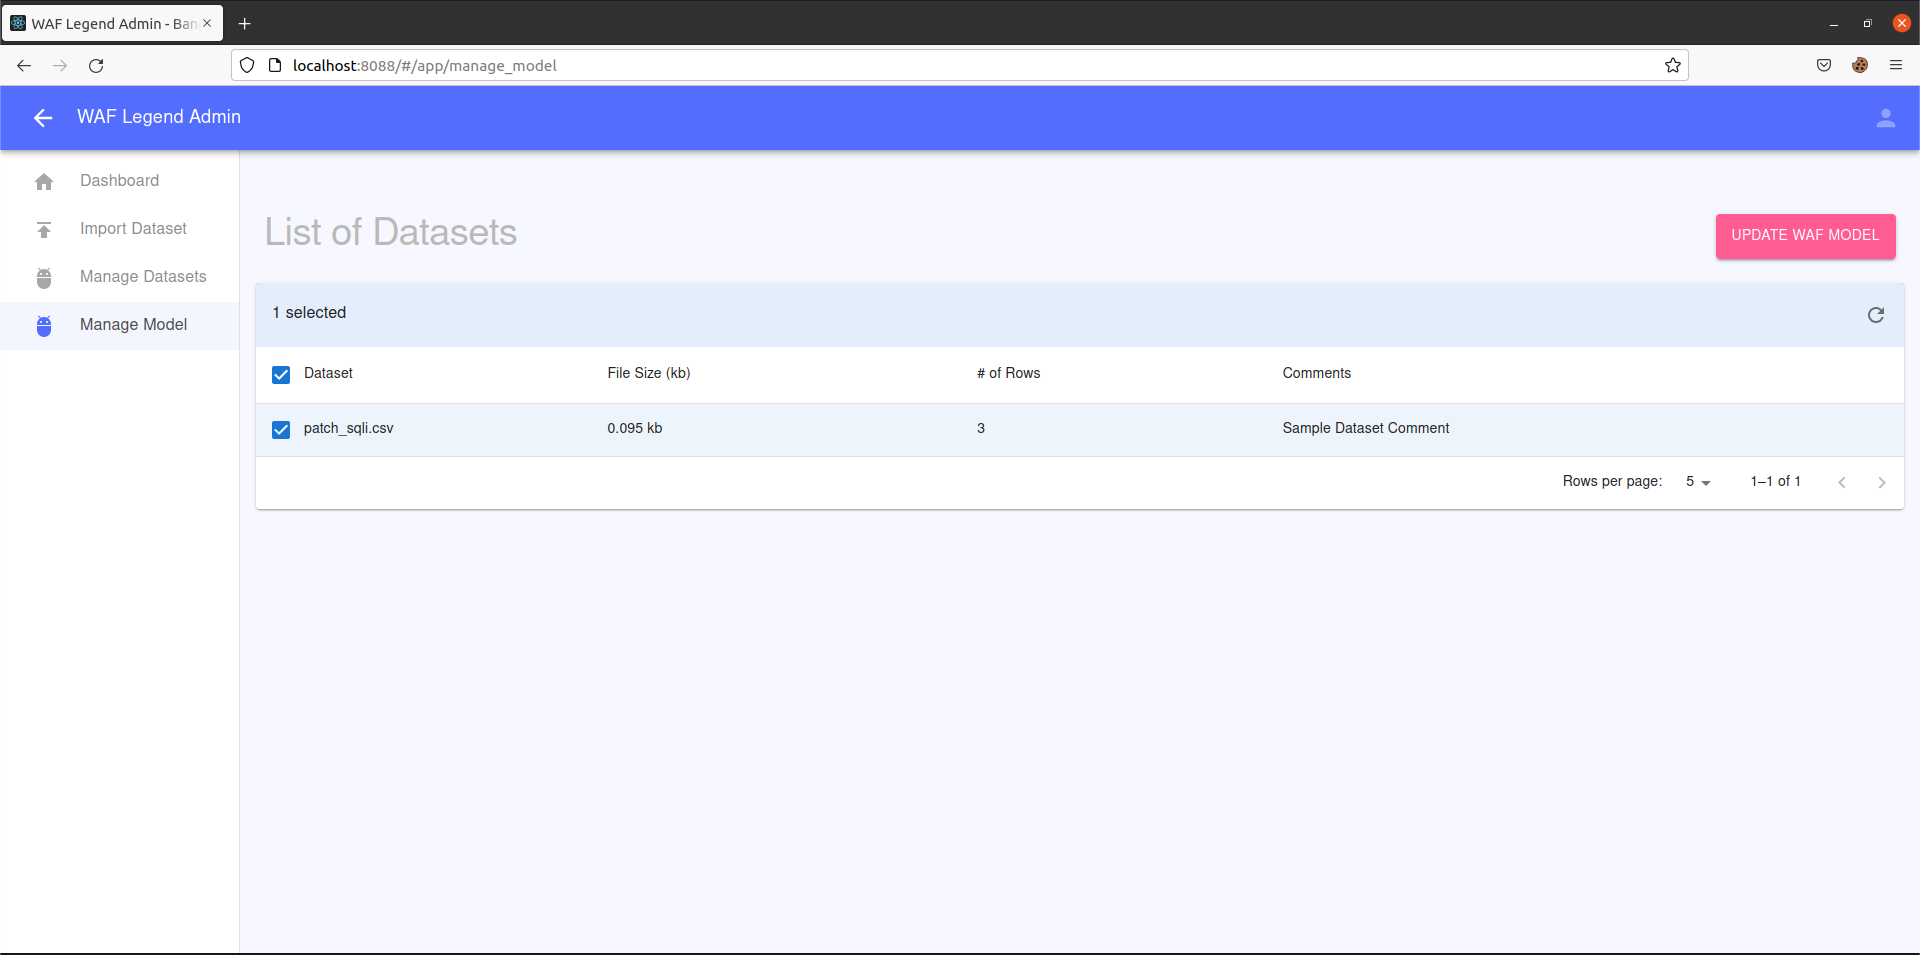 WAF Legend Admin - Ban
localhost:8088/#/app/manage_model
WAF Legend Admin
Dashboard
Import Dataset
Manage Datasets
Manage Model
List of Datasets
UPDATE WAF MODEL
1 selected
Dataset File Size (kb) # of Rows Comments
patch_sqli.csv 0.095 kb 3 Sample Dataset Comment
Rows per page: 5 1–1 of 1